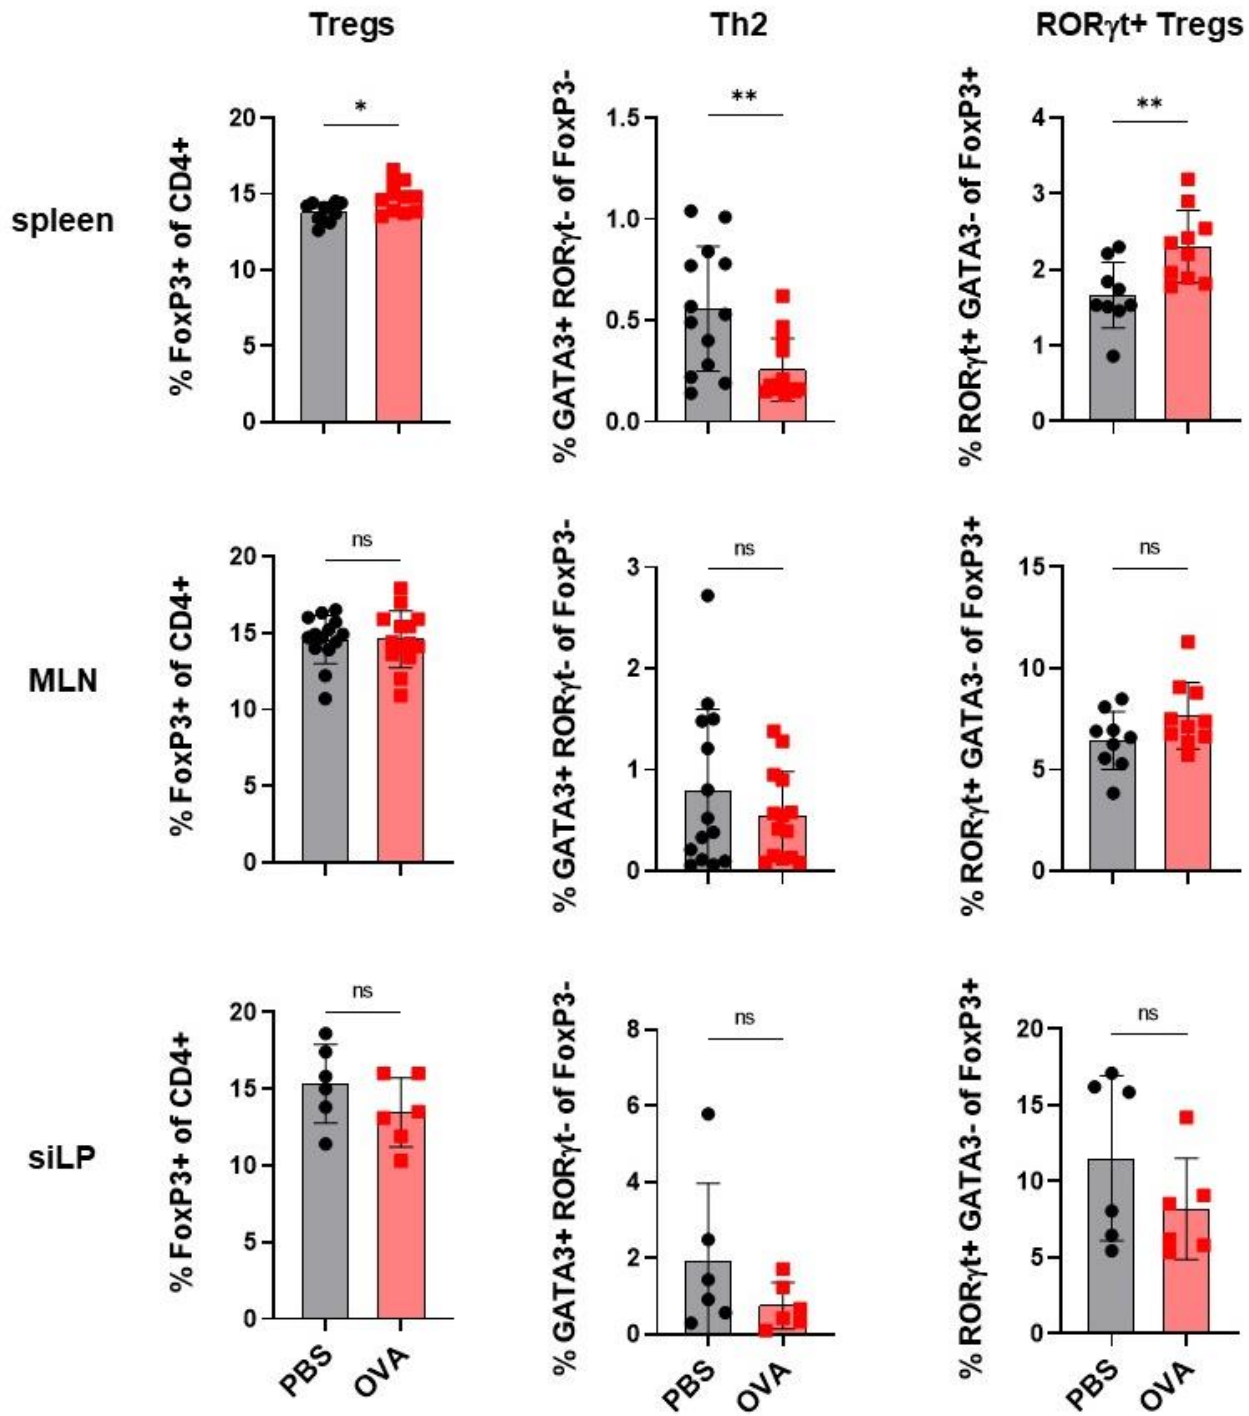 Tregs
Th2
RORγt+ Tregs
spleen
% FoxP3+ of CD4+
20
15
10
5
0
*
% GATA3+ RORγt- of FoxP3-
1.5
1.0
0.5
0.0
**
% RORγt+ GATA3- of FoxP3+
4
3
2
1
0
**
MLN
% FoxP3+ of CD4+
20
15
10
5
0
ns
% GATA3+ RORγt- of FoxP3-
3
2
1
0
ns
% RORγt+ GATA3- of FoxP3+
15
10
5
0
ns
siLP
% FoxP3+ of CD4+
20
15
10
5
0
ns
PBS
OVA
% GATA3+ RORγt- of FoxP3-
8
6
4
2
0
ns
PBS
OVA
% RORγt+ GATA3- of FoxP3+
20
15
10
5
0
ns
PBS
OVA